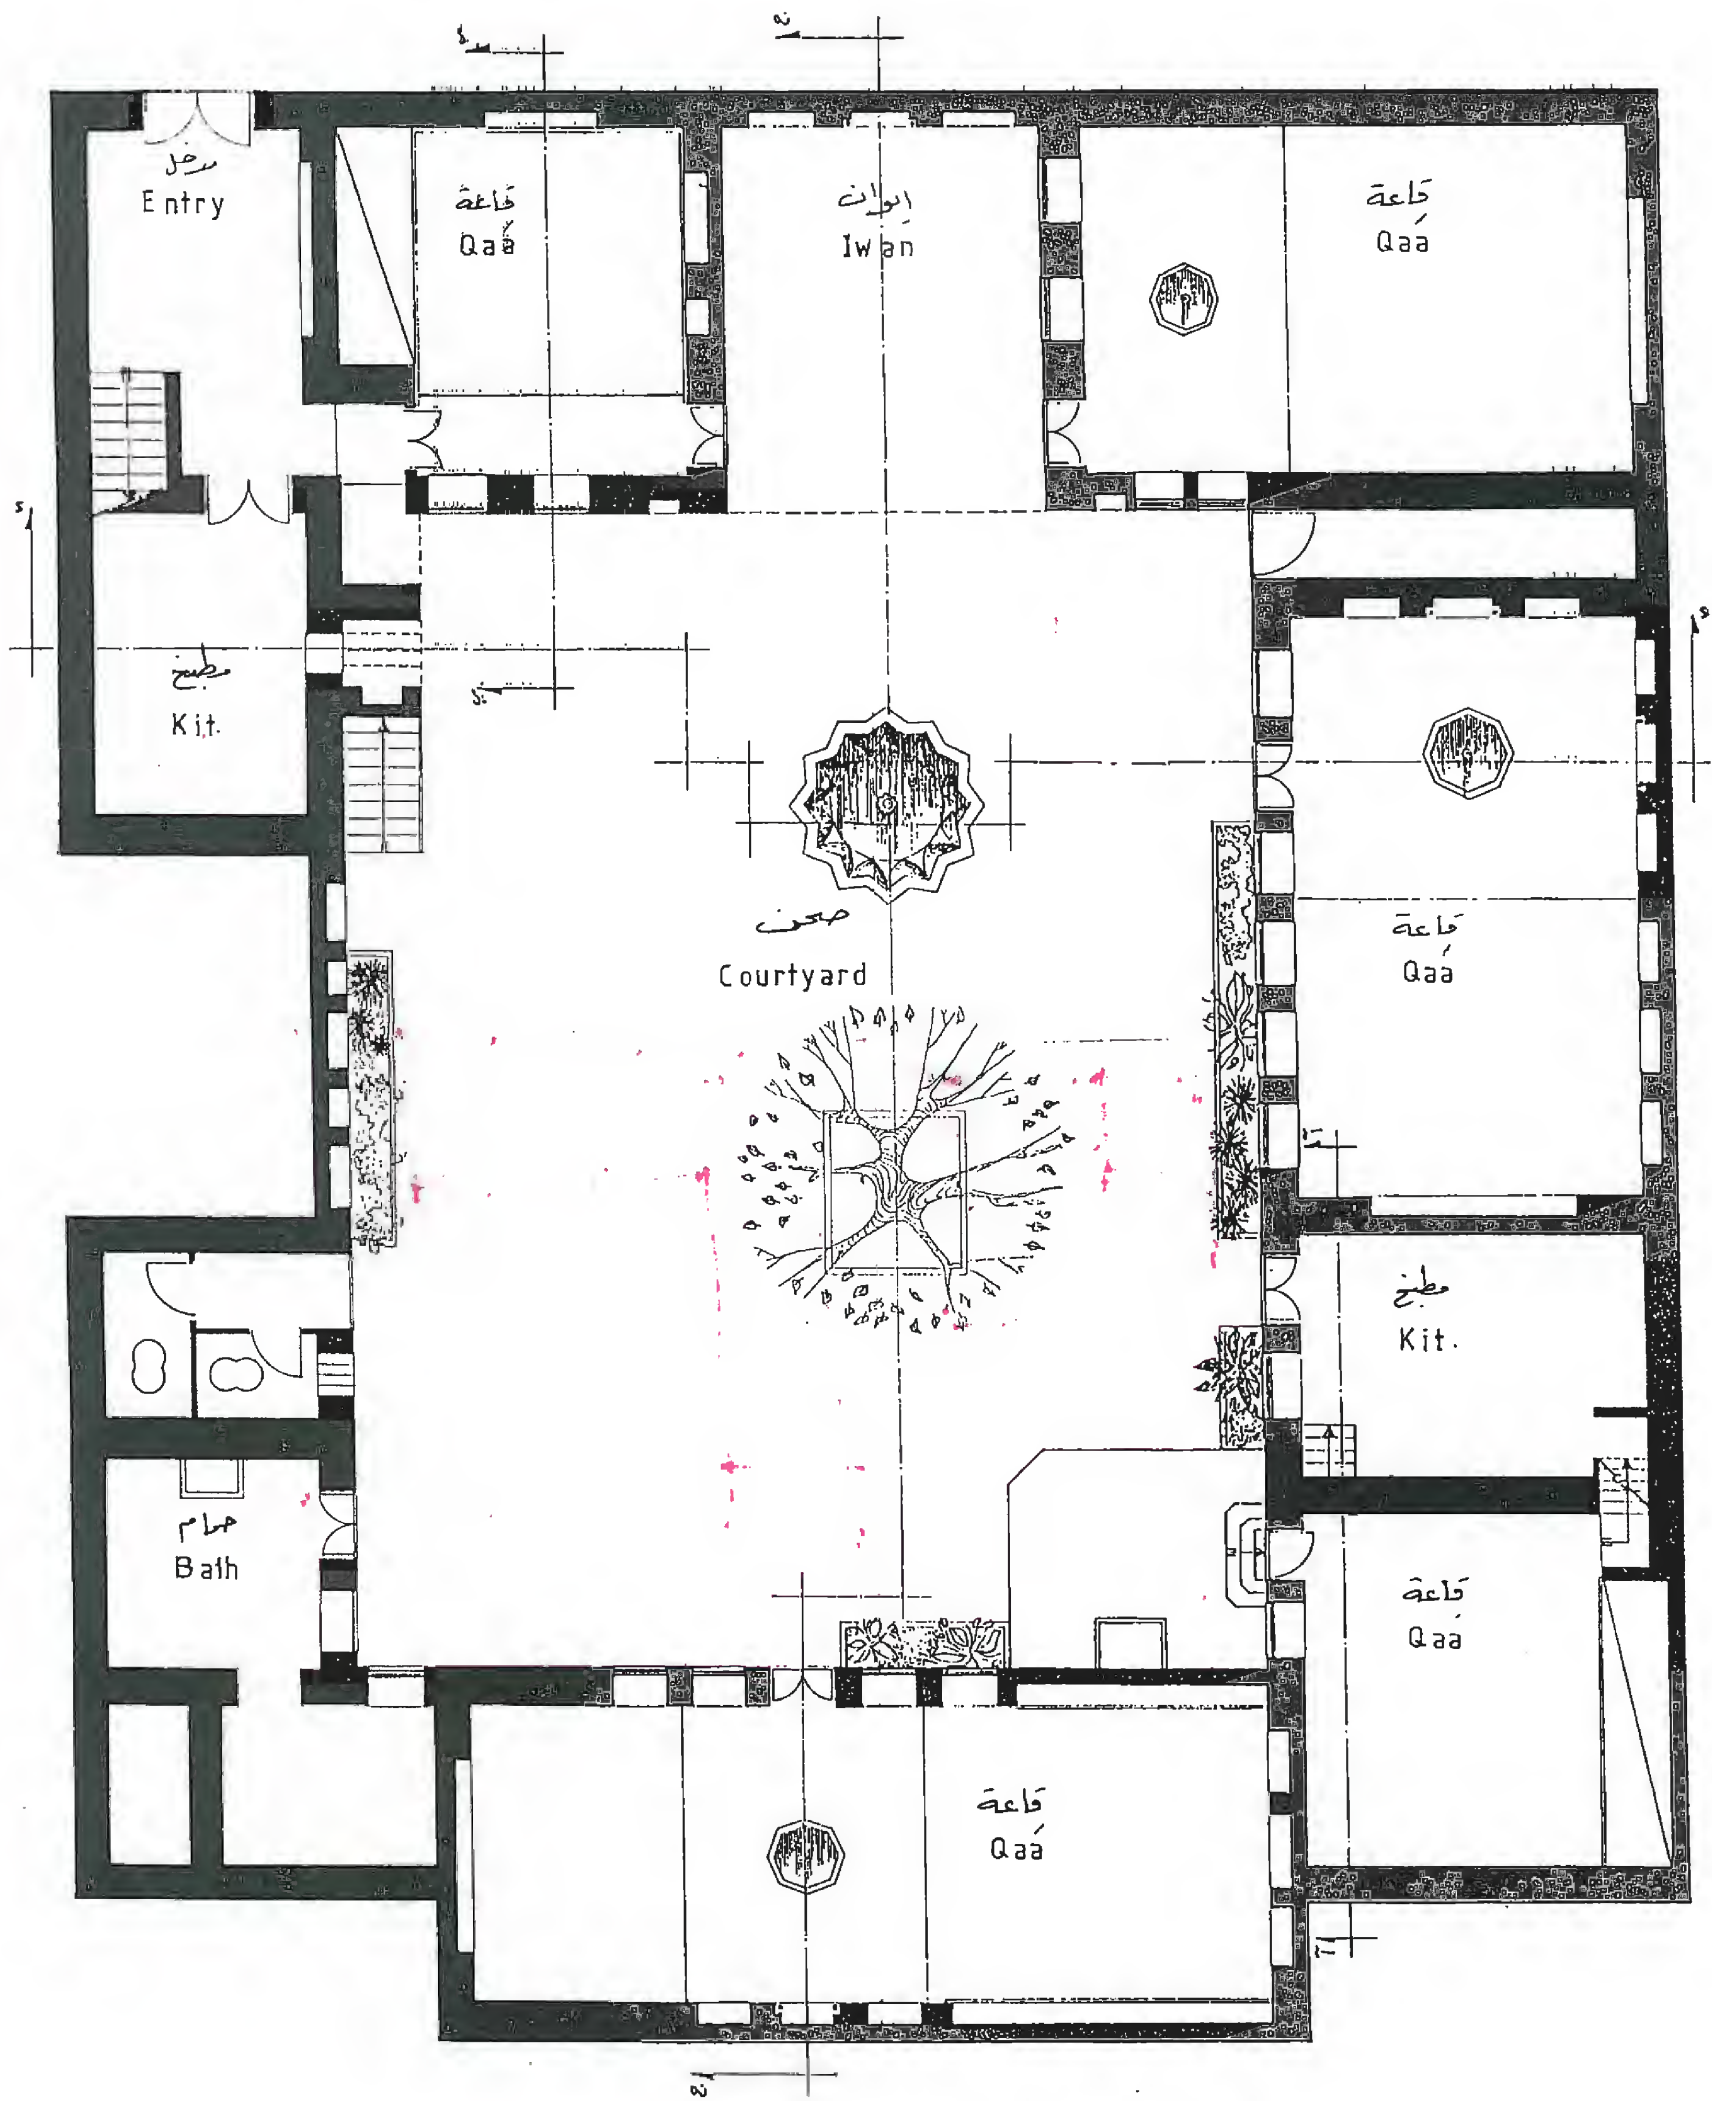 مدخل
Entry
قاعة
Qaá
ايوان
Iwan
قاعة
Qaá
مطبخ
Kit.
صحن
Courtyard
قاعة
Qaá
مطبخ
Kit.
حمام
Bath
قاعة
Qaá
قاعة
Qaá